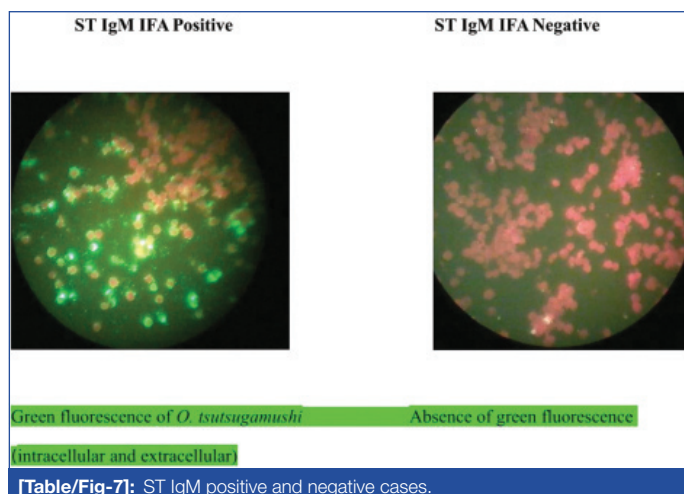 ST IgM IFA Positive
ST IgM IFA Negative
Green fluorescence of O. tsutsugamushi
(intracellular and extracellular)
Absence of green fluorescence
[Table/Fig-7]: ST IgM positive and negative cases.